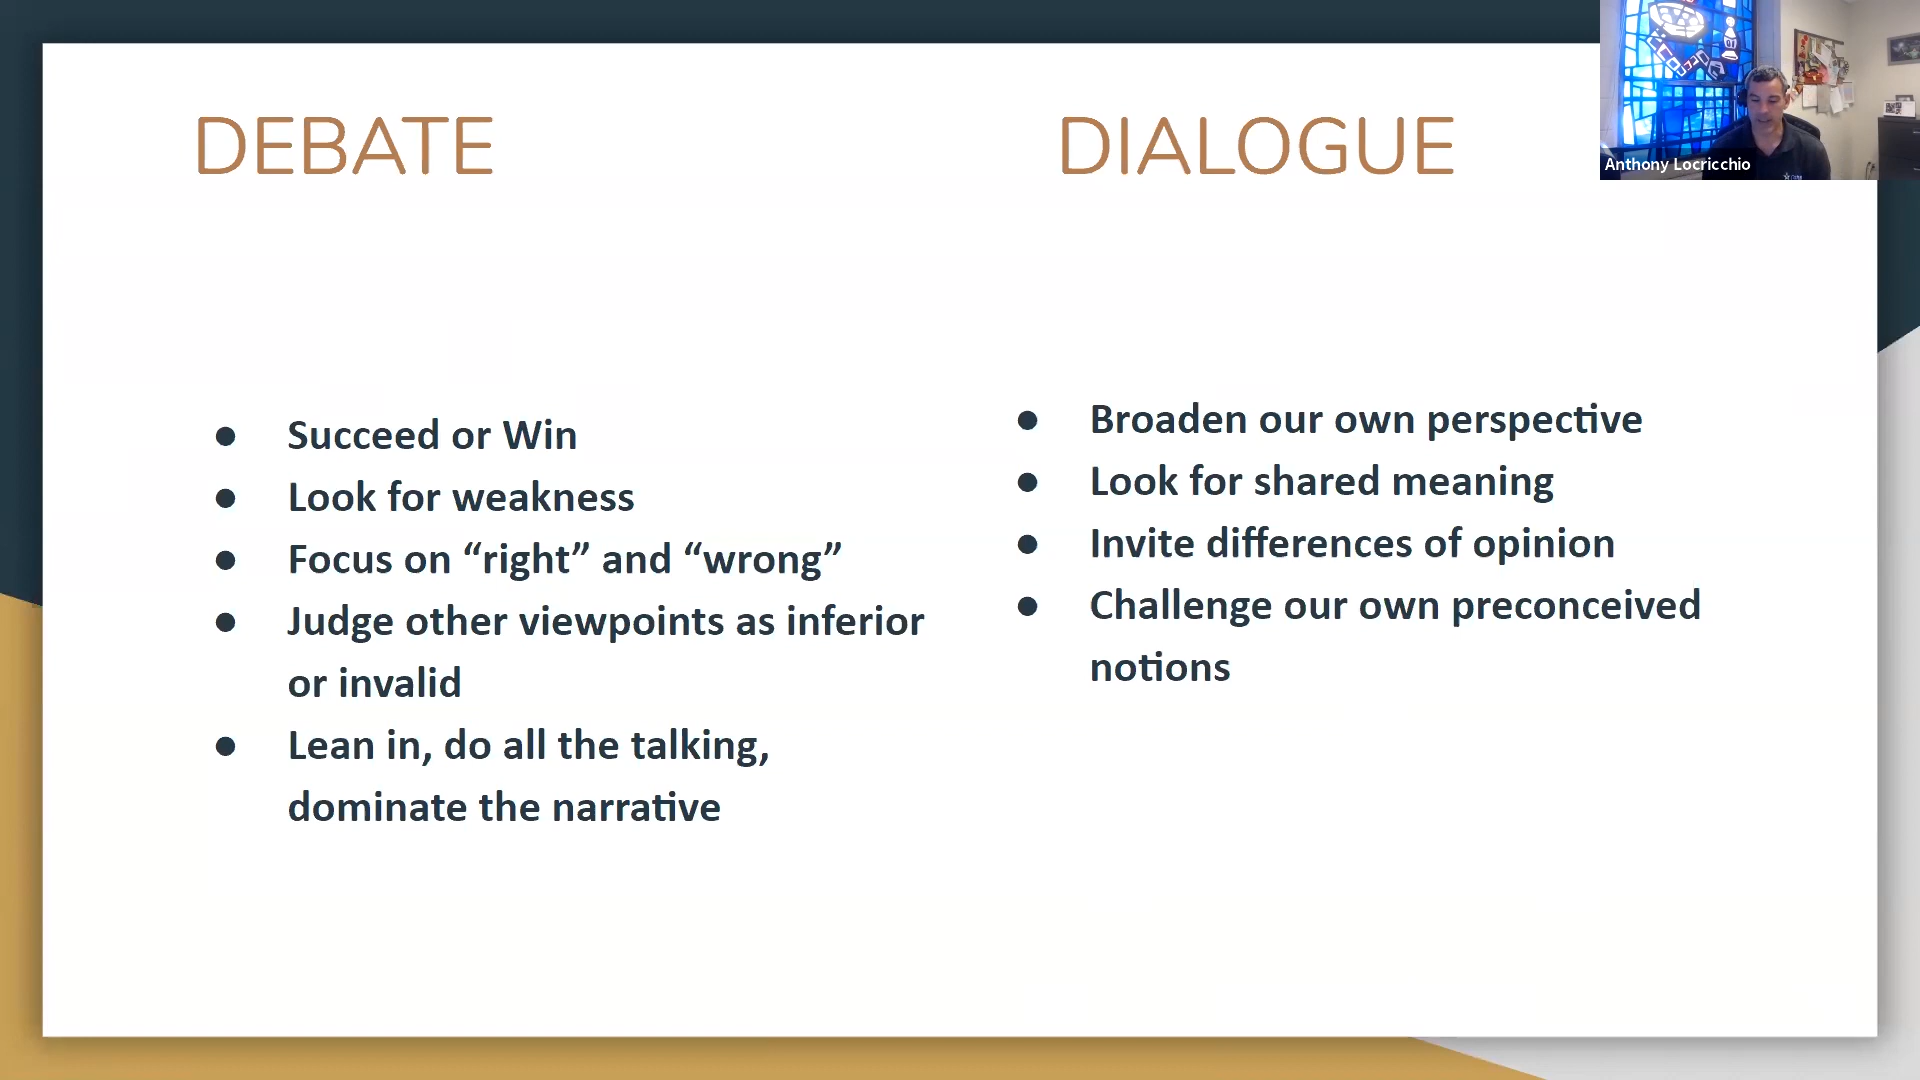 DEBATE
DIALOGUE
Anthony Locricchio
● Succeed or Win
● Look for weakness
● Focus on “right” and “wrong”
● Judge other viewpoints as inferior
or invalid
● Lean in, do all the talking,
dominate the narrative
● Broaden our own perspective
● Look for shared meaning
● Invite differences of opinion
● Challenge our own preconceived
notions